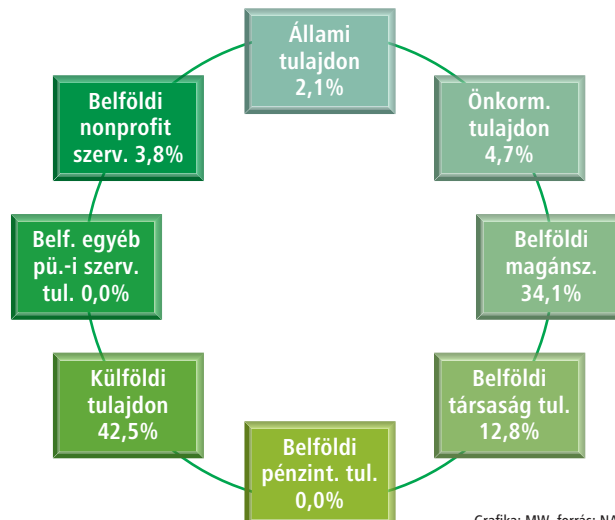 Állami
tulajdon
2,1%
Önkorm.
tulajdon
4,7%
Belföldi
magánsz.
34,1%
Belföldi
társaság tul.
12,8%
Belföldi
pénzint. tul.
0,0%
Külföldi
tulajdon
42,5%
Belf. egyéb
pü.-i szerv.
tul. 0,0%
Belföldi
nonprofit
szerv. 3,8%
Grafika: MW, forrás: